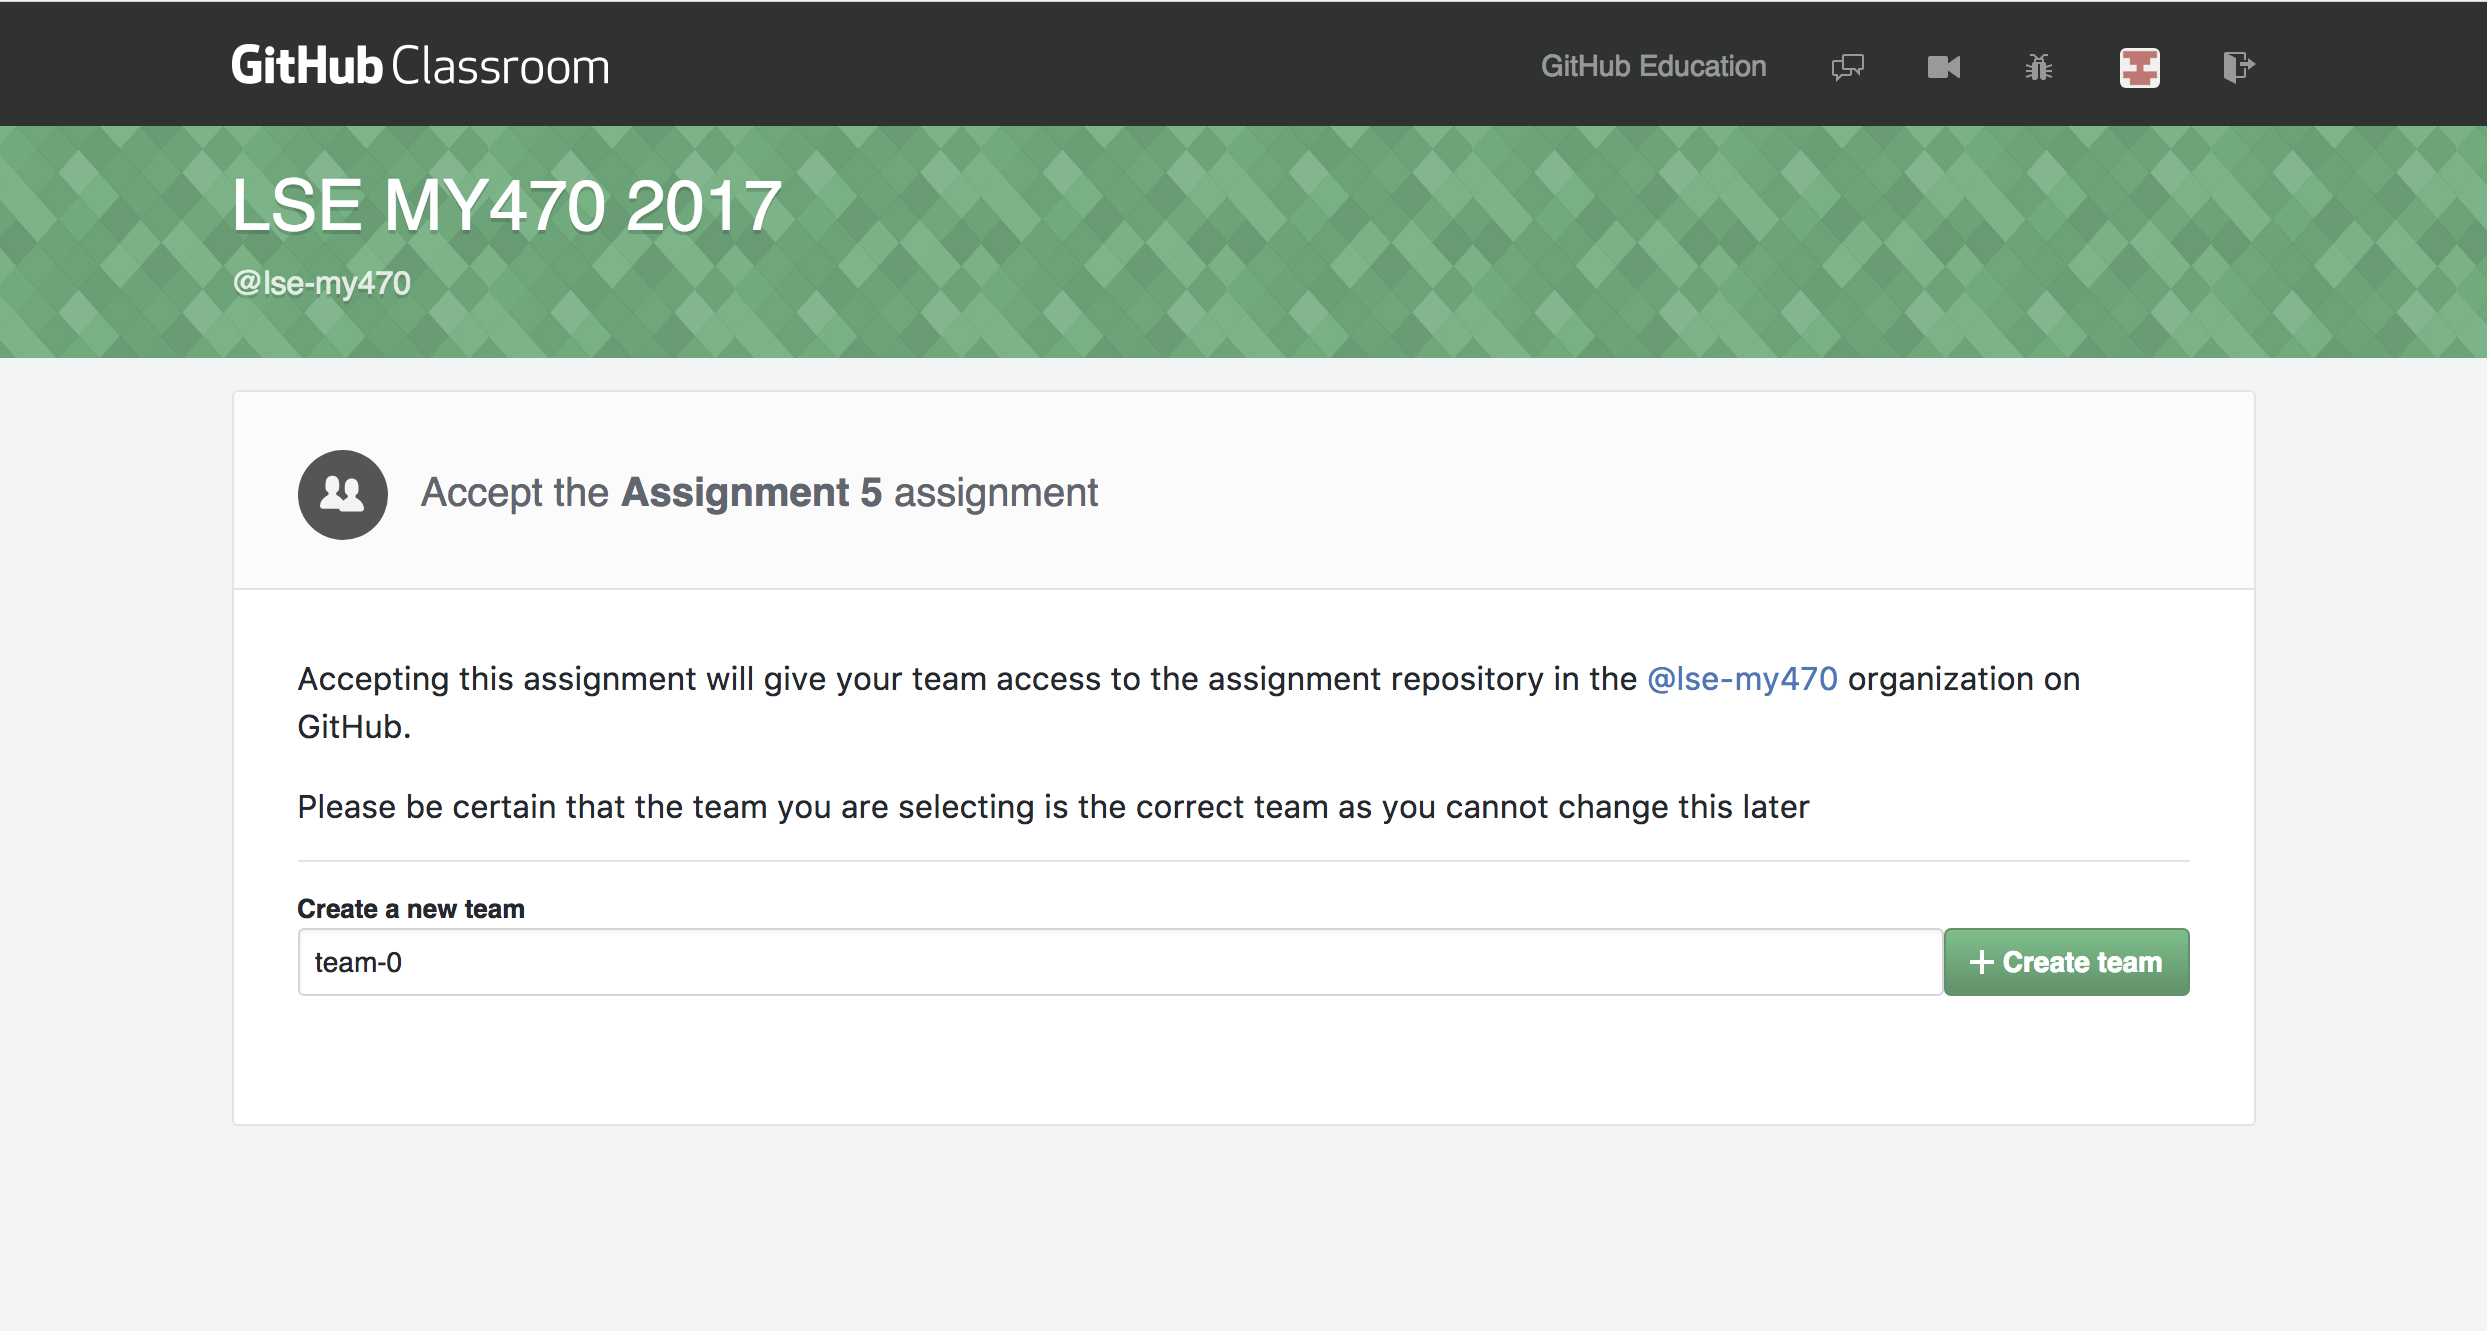 GitHub Classroom
GitHub Education
LSE MY470 2017
@lse-my470
Accept the Assignment 5 assignment
Accepting this assignment will give your team access to the assignment repository in the @lse-my470 organization on
GitHub.
Please be certain that the team you are selecting is the correct team as you cannot change this later
Create a new team
team-0
Create team